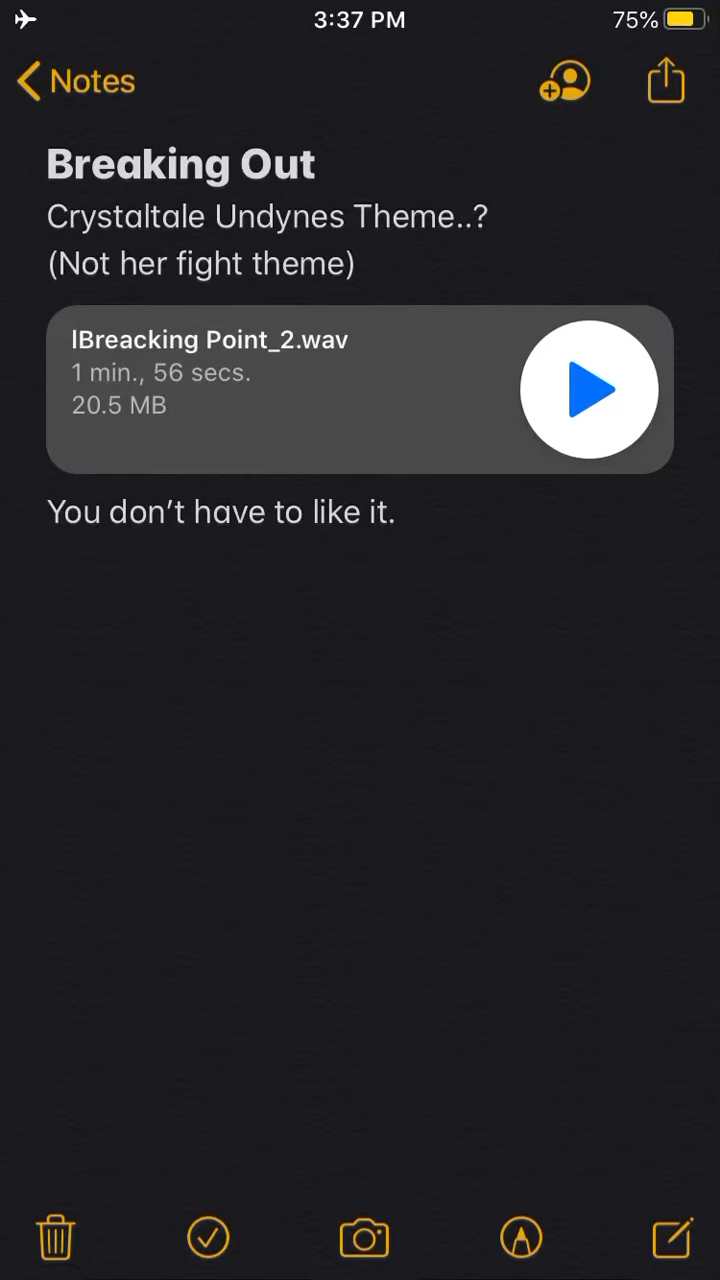 3:37 PM
75%
Notes
Breaking Out
Crystaltale Undynes Theme..?
(Not her fight theme)
lBreacking Point_2.wav
1 min., 56 secs.
20.5 MB
You don’t have to like it.